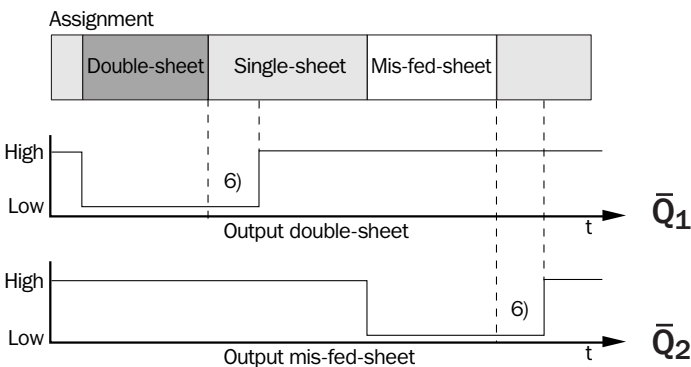 Assignment
Double-sheet Single-sheet Mis-fed-sheet
High
6)
Low
Output double-sheet t
Q̅1
High
6)
Low
Output mis-fed-sheet t
Q̅2